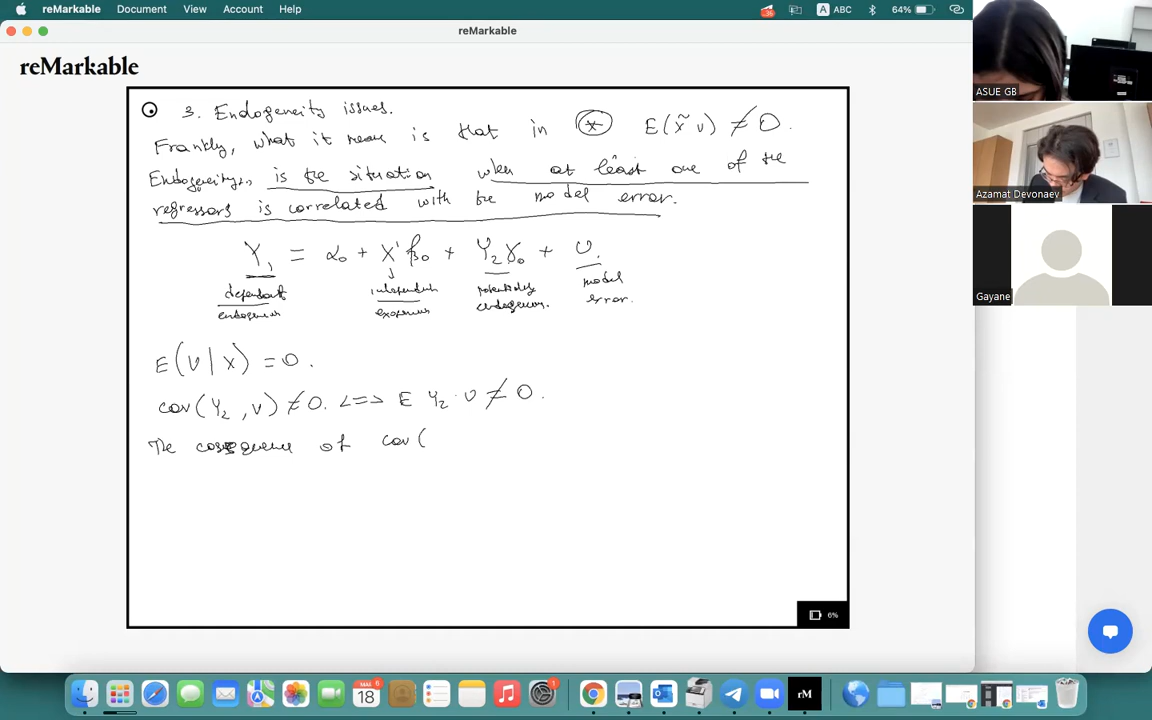 reMarkable Document View Account Help
ABC 64%
reMarkable
reMarkable
3. Endogeneity issues.
Frankly, what it means is that in * E(x̃ υ) ≠ 0.
Endogeneity, is the situation when at least one of the
regressors is correlated with the model error.
Y₁ = α₀ + X'β₀ + Y₂γ₀ + υ.
dependent independent potentially model
endogenous exogenous endogenous. error.
E(υ|X) = 0.
cov(Y₂, υ) ≠ 0. <=> E Y₂ · υ ≠ 0.
The consequence of cov(
6%
ASUE GB
Azamat Devonaev
Gayane
18
rM